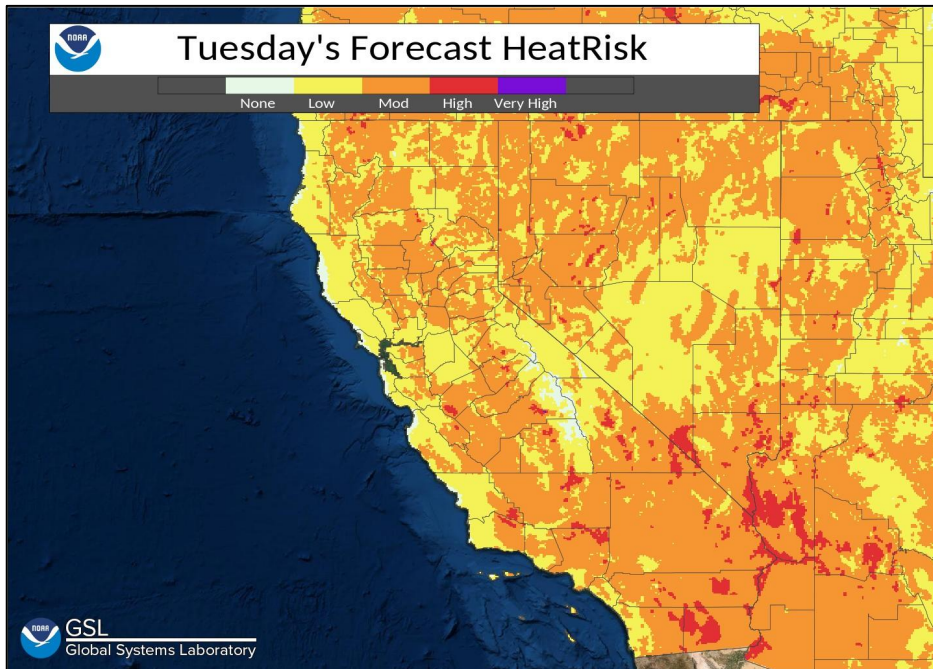 NOAA
Tuesday's Forecast HeatRisk
None Low Mod High Very High
NOAA
GSL
Global Systems Laboratory